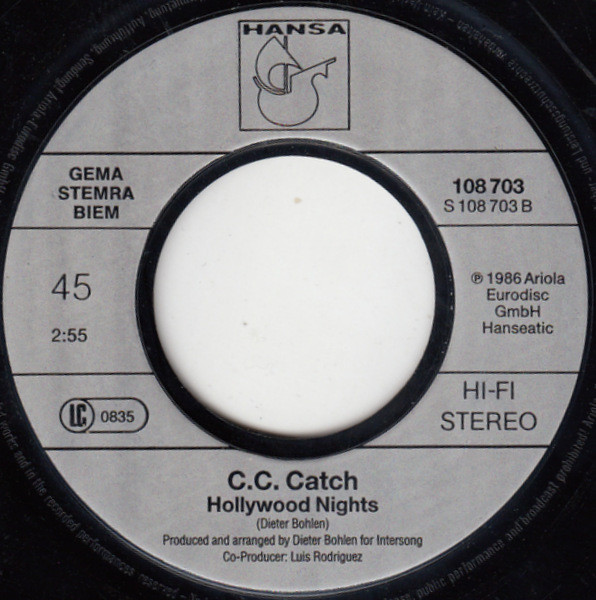 HANSA
GEMA
STEMRA
BIEM
108 703
S 108 703 B
45
2:55
℗ 1986 Ariola
Eurodisc
GmbH
Hanseatic
LC 0835
HI-FI
STEREO
C.C. Catch
Hollywood Nights
(Dieter Bohlen)
Produced and arranged by Dieter Bohlen for Intersong
Co-Producer: Luis Rodriguez